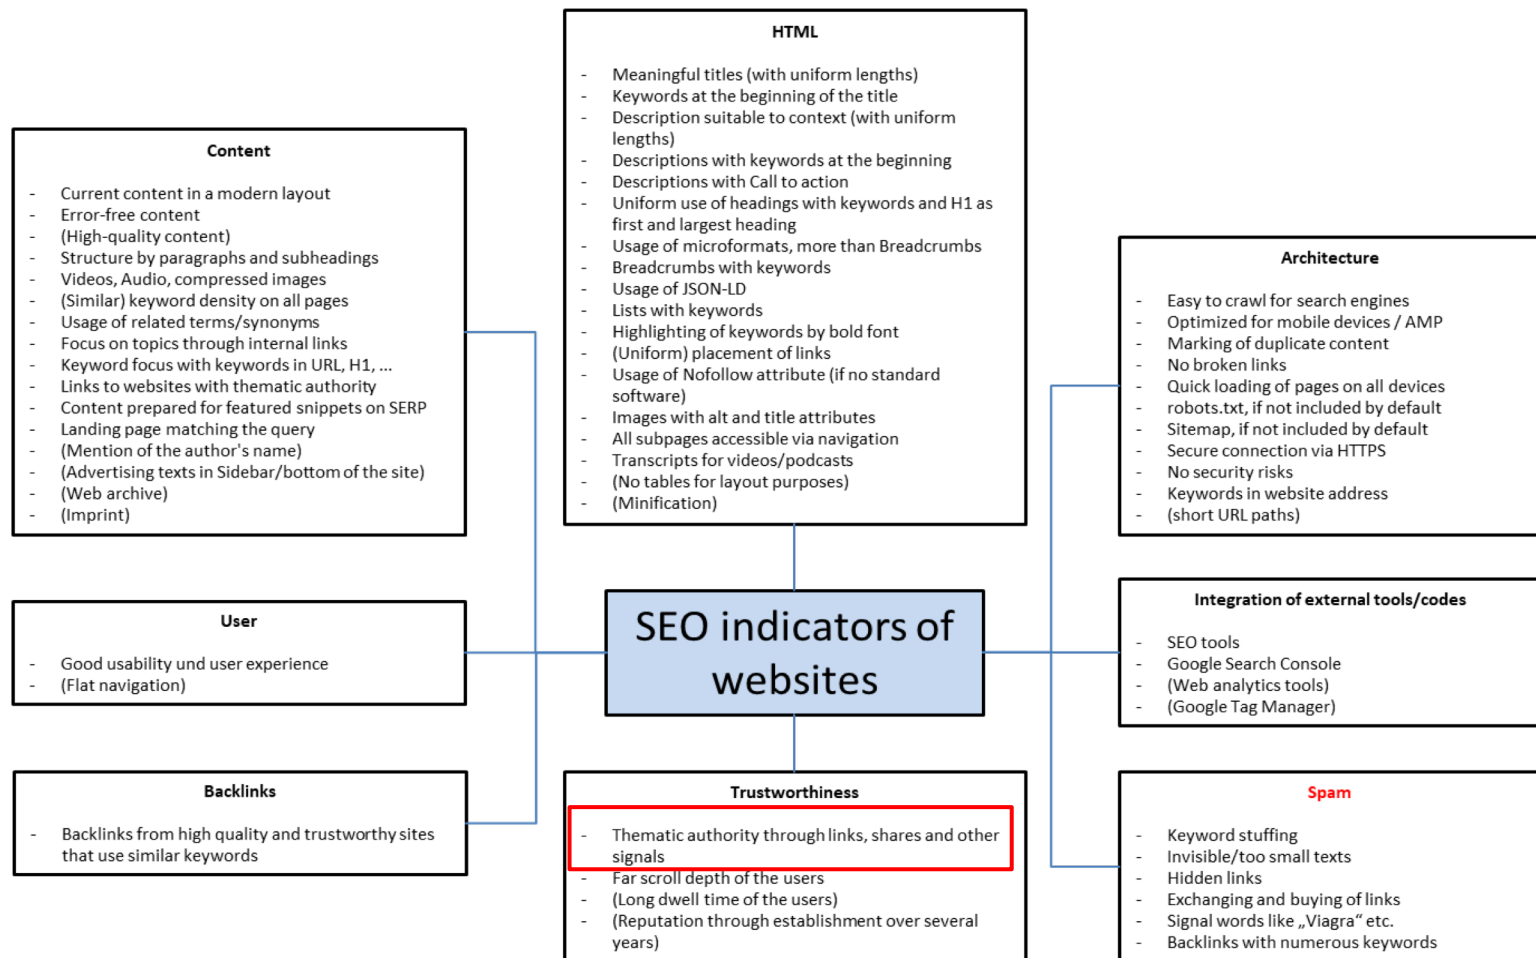 HTML
- Meaningful titles (with uniform lengths)
- Keywords at the beginning of the title
- Description suitable to context (with uniform
lengths)
- Descriptions with keywords at the beginning
- Descriptions with Call to action
- Uniform use of headings with keywords and H1 as
first and largest heading
- Usage of microformats, more than Breadcrumbs
- Breadcrumbs with keywords
- Usage of JSON-LD
- Lists with keywords
- Highlighting of keywords by bold font
- (Uniform) placement of links
- Usage of Nofollow attribute (if no standard
software)
- Images with alt and title attributes
- All subpages accessible via navigation
- Transcripts for videos/podcasts
- (No tables for layout purposes)
- (Minification)
Content
- Current content in a modern layout
- Error-free content
- (High-quality content)
- Structure by paragraphs and subheadings
- Videos, Audio, compressed images
- (Similar) keyword density on all pages
- Usage of related terms/synonyms
- Focus on topics through internal links
- Keyword focus with keywords in URL, H1, ...
- Links to websites with thematic authority
- Content prepared for featured snippets on SERP
- Landing page matching the query
- (Mention of the author's name)
- (Advertising texts in Sidebar/bottom of the site)
- (Web archive)
- (Imprint)
Architecture
- Easy to crawl for search engines
- Optimized for mobile devices / AMP
- Marking of duplicate content
- No broken links
- Quick loading of pages on all devices
- robots.txt, if not included by default
- Sitemap, if not included by default
- Secure connection via HTTPS
- No security risks
- Keywords in website address
- (short URL paths)
User
- Good usability und user experience
- (Flat navigation)
SEO indicators of
websites
Integration of external tools/codes
- SEO tools
- Google Search Console
- (Web analytics tools)
- (Google Tag Manager)
Backlinks
- Backlinks from high quality and trustworthy sites
that use similar keywords
Trustworthiness
- Thematic authority through links, shares and other
signals
- Far scroll depth of the users
- (Long dwell time of the users)
- (Reputation through establishment over several
years)
Spam
- Keyword stuffing
- Invisible/too small texts
- Hidden links
- Exchanging and buying of links
- Signal words like „Viagra“ etc.
- Backlinks with numerous keywords